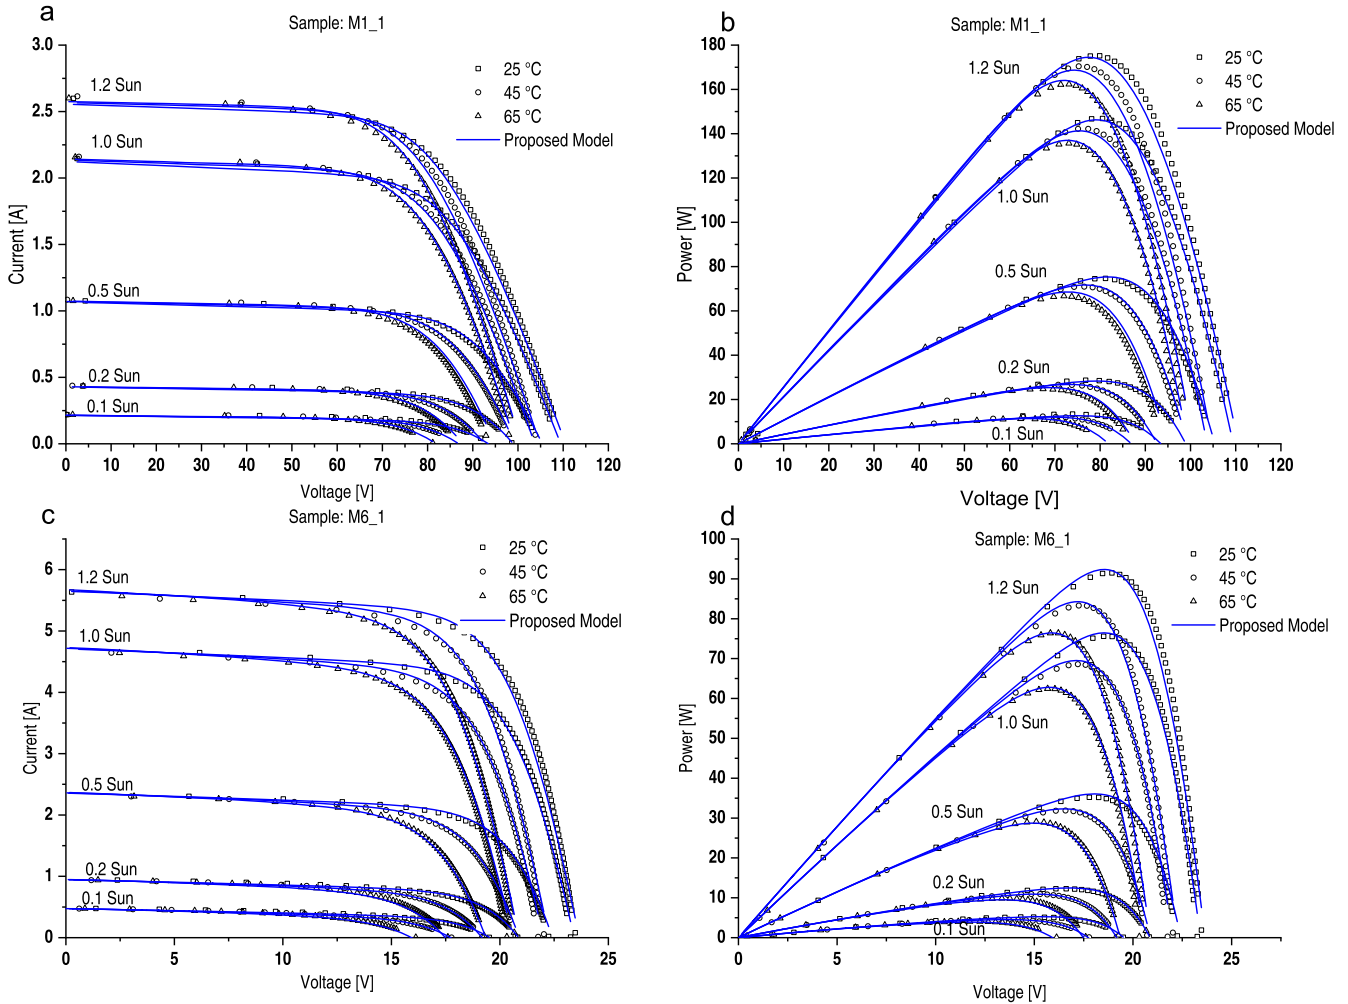 a
Sample: M1_1
3.0
2.5
2.0
1.5
1.0
0.5
0.0
Current [A]
1.2 Sun
1.0 Sun
0.5 Sun
0.2 Sun
0.1 Sun
25 °C
45 °C
65 °C
Proposed Model
0 10 20 30 40 50 60 70 80 90 100 110 120
Voltage [V]
b
Sample: M1_1
180
160
140
120
100
80
60
40
20
0
Power [W]
1.2 Sun
1.0 Sun
0.5 Sun
0.2 Sun
0.1 Sun
25 °C
45 °C
65 °C
Proposed Model
0 10 20 30 40 50 60 70 80 90 100 110 120
Voltage [V]
c
Sample: M6_1
6
5
4
3
2
1
0
Current [A]
1.2 Sun
1.0 Sun
0.5 Sun
0.2 Sun
0.1 Sun
25 °C
45 °C
65 °C
Proposed Model
0 5 10 15 20 25
Voltage [V]
d
Sample: M6_1
100
90
80
70
60
50
40
30
20
10
0
Power [W]
1.2 Sun
1.0 Sun
0.5 Sun
0.2 Sun
0.1 Sun
25 °C
45 °C
65 °C
Proposed Model
0 5 10 15 20 25
Voltage [V]